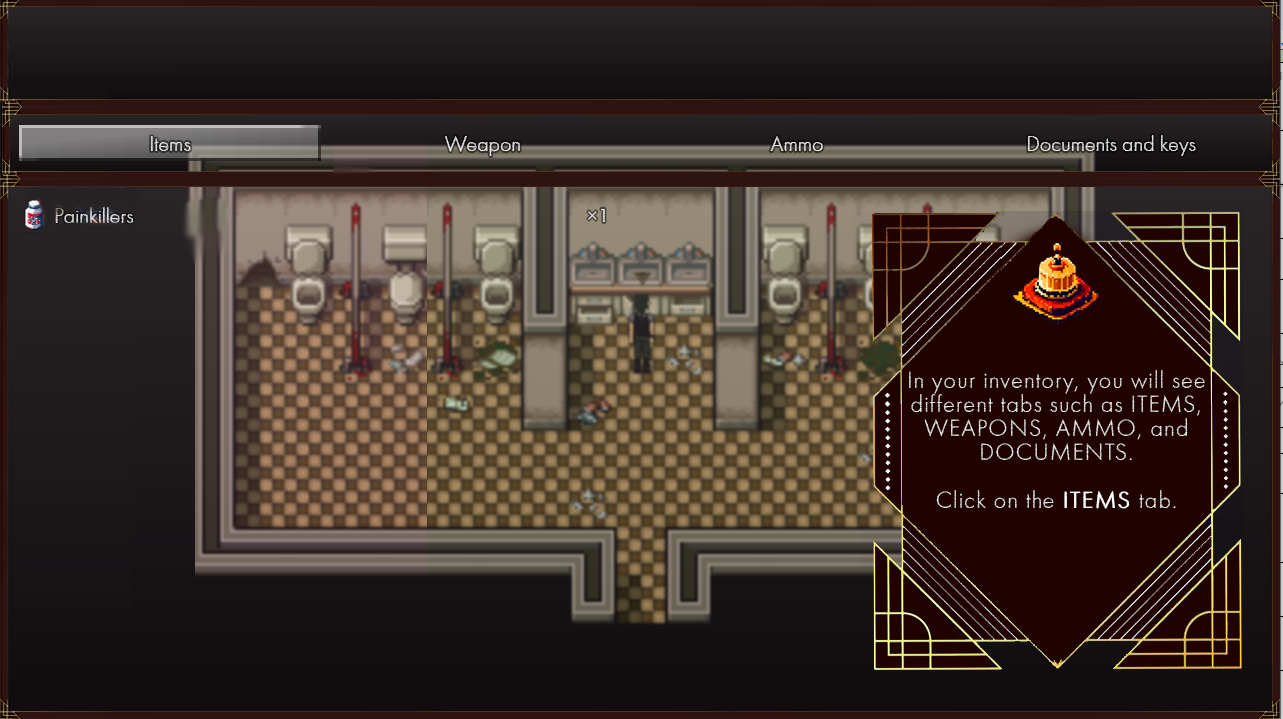 Items Weapon Ammo Documents and keys
Painkillers ×1
In your inventory, you will see
different tabs such as ITEMS,
WEAPONS, AMMO, and
DOCUMENTS.
Click on the ITEMS tab.